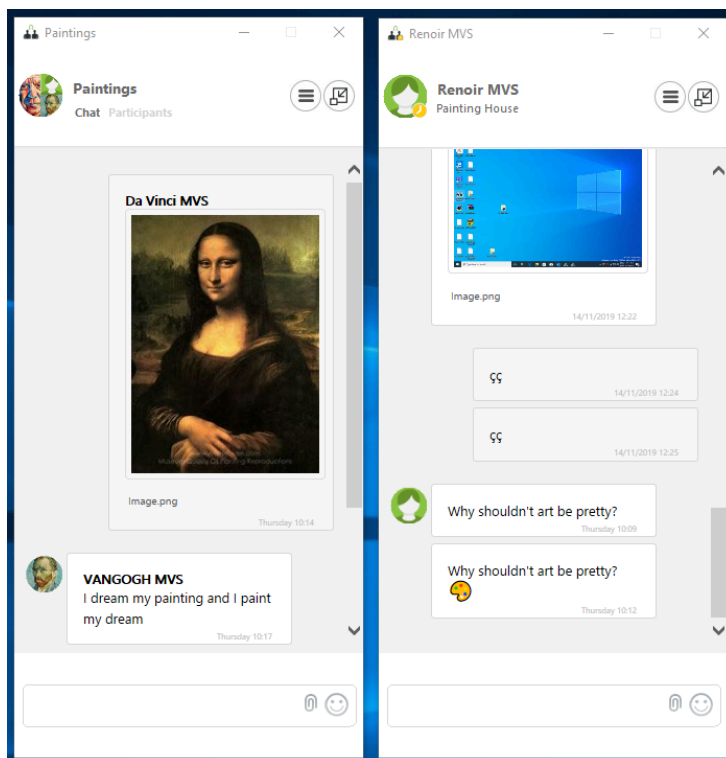 Paintings
Paintings
Chat Participants
Da Vinci MVS
Image.png
Thursday 10:14
VANGOGH MVS
I dream my painting and I paint
my dream
Thursday 10:17
Renoir MVS
Renoir MVS
Painting House
Image.png
14/11/2019 12:22
çç
14/11/2019 12:24
çç
14/11/2019 12:25
Why shouldn't art be pretty?
Thursday 10:09
Why shouldn't art be pretty?
Thursday 10:12